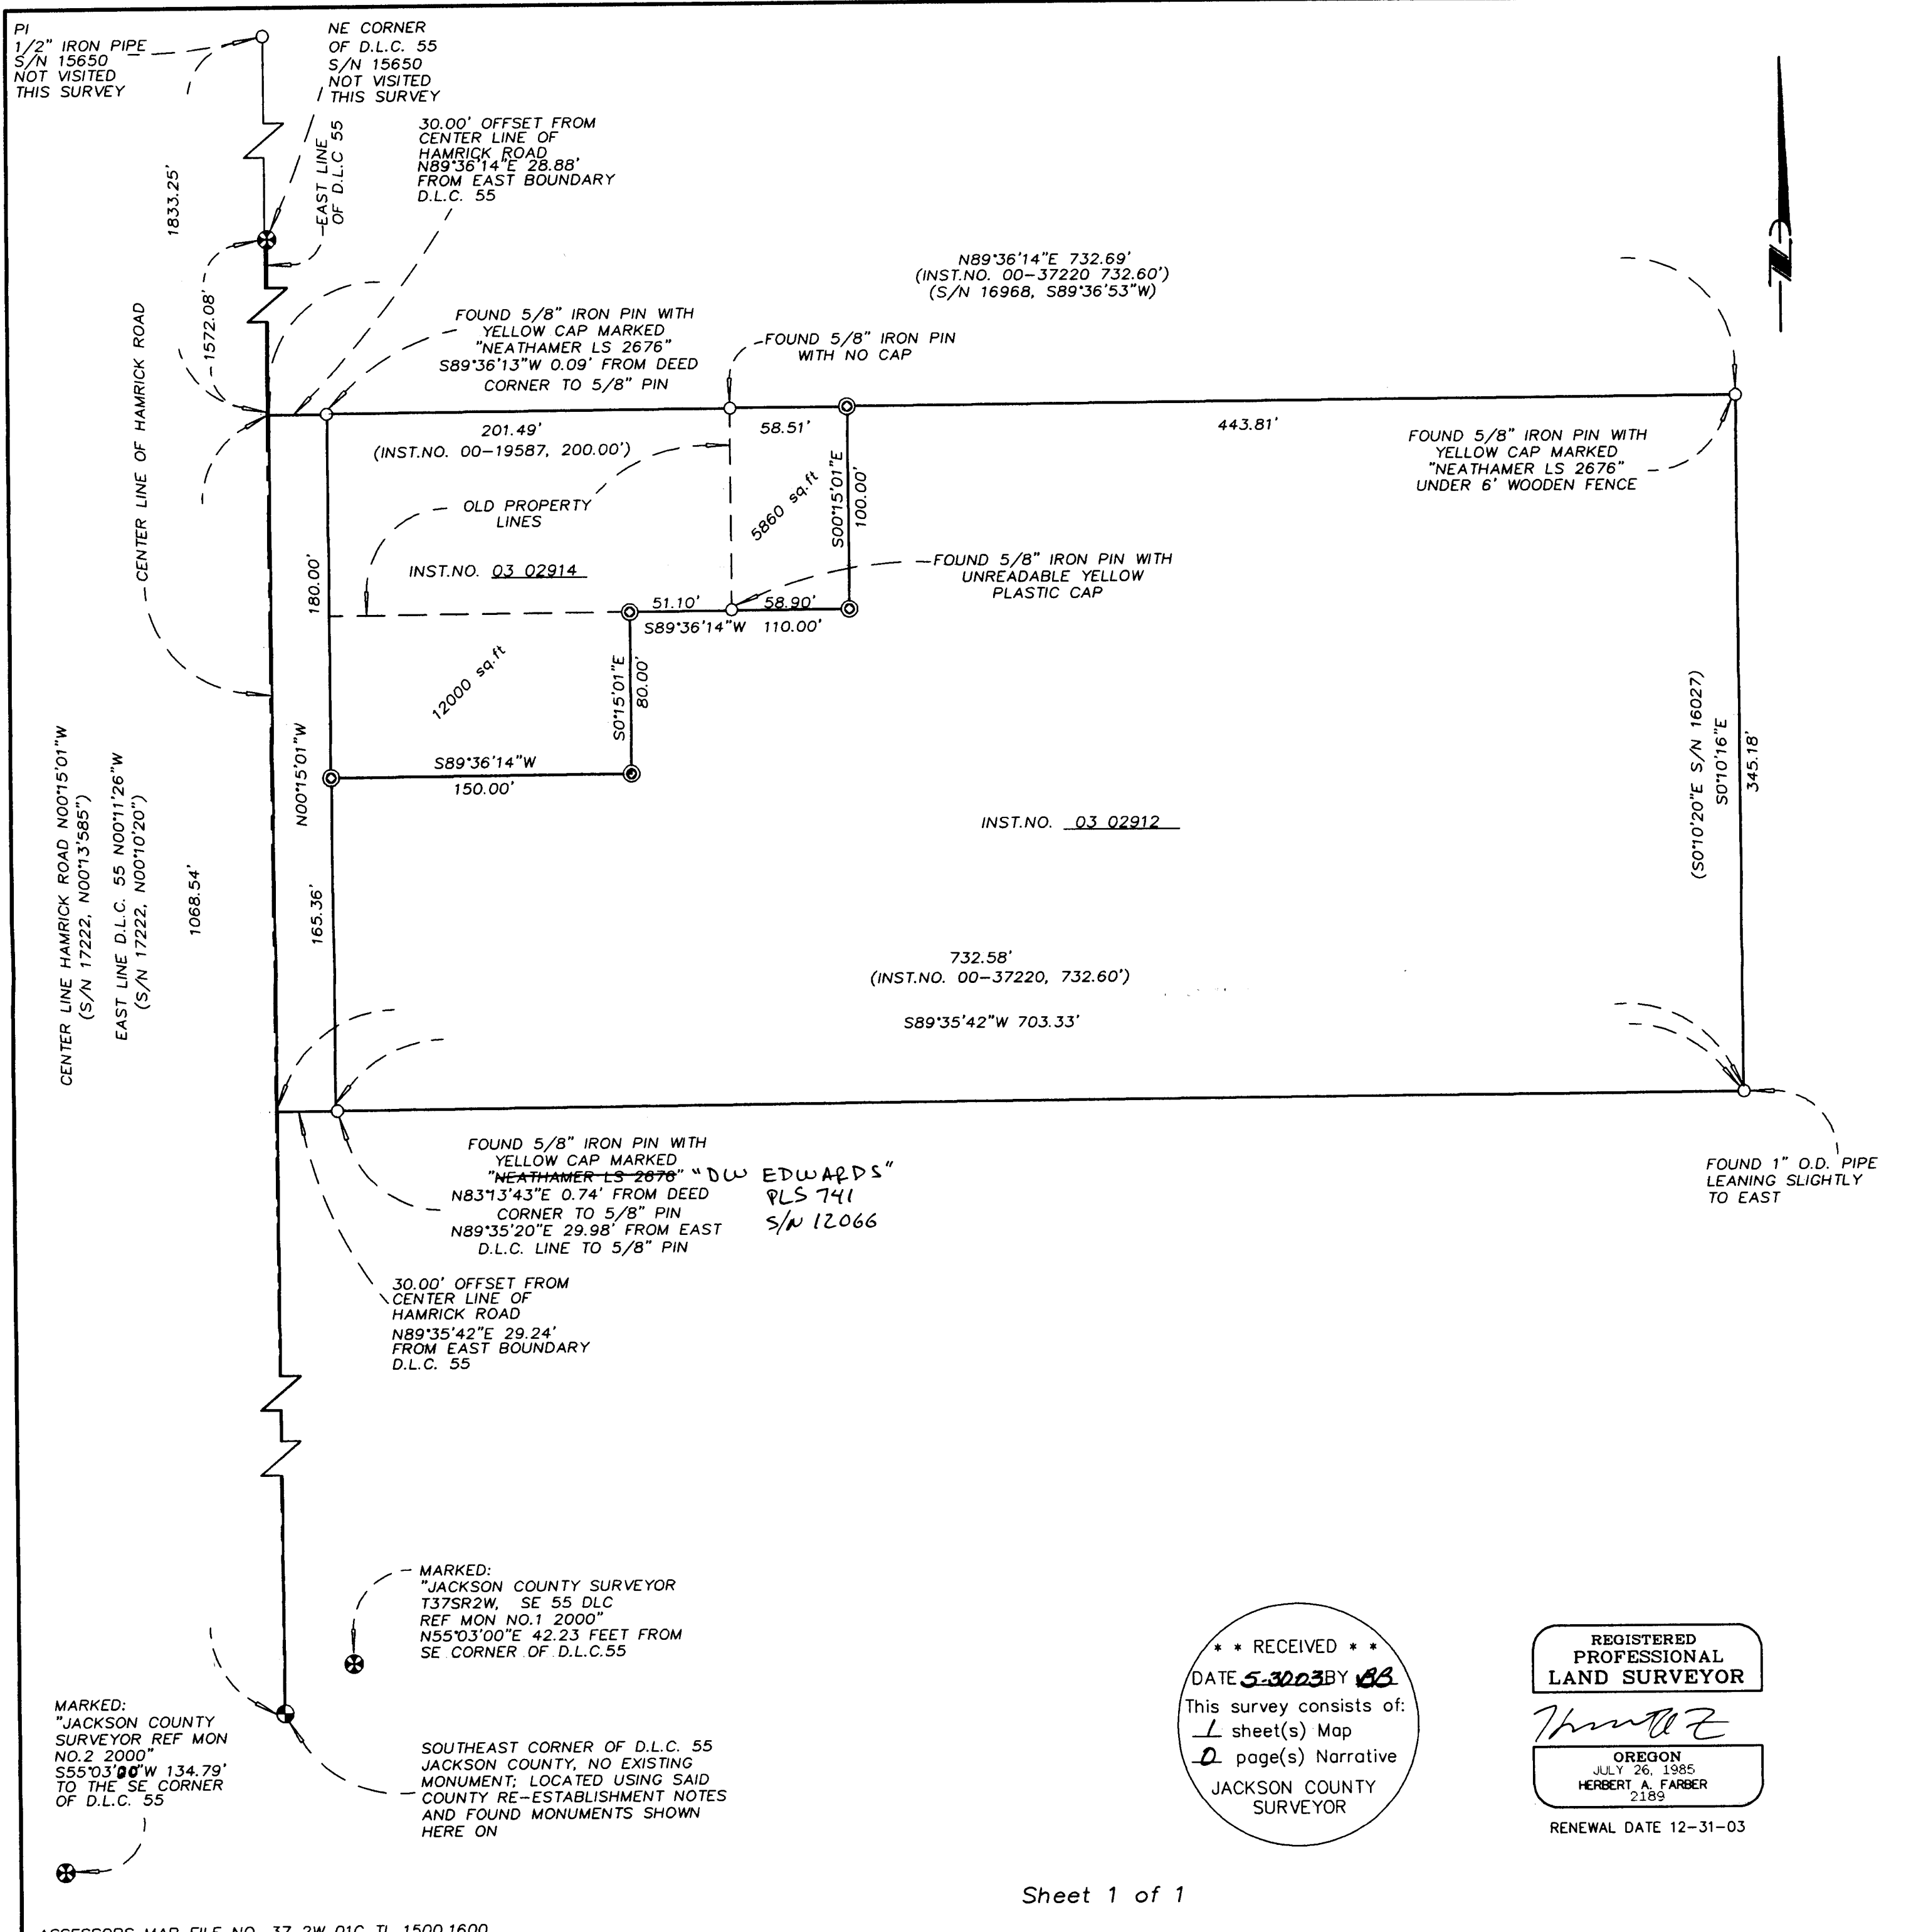 PI
1/2" IRON PIPE
S/N 15650
NOT VISITED
THIS SURVEY
NE CORNER
OF D.L.C. 55
S/N 15650
NOT VISITED
THIS SURVEY
EAST LINE
OF D.L.C 55
30.00' OFFSET FROM
CENTER LINE OF
HAMRICK ROAD
N89°36'14"E 28.88'
FROM EAST BOUNDARY
D.L.C. 55
1833.25'
1572.08'
CENTER LINE OF HAMRICK ROAD
N89°36'14"E 732.69'
(INST.NO. 00-37220 732.60')
(S/N 16968, S89°36'53"W)
N
FOUND 5/8" IRON PIN WITH
YELLOW CAP MARKED
"NEATHAMER LS 2676"
S89°36'13"W 0.09' FROM DEED
CORNER TO 5/8" PIN
FOUND 5/8" IRON PIN
WITH NO CAP
201.49'
(INST.NO. 00-19587, 200.00')
58.51'
443.81'
FOUND 5/8" IRON PIN WITH
YELLOW CAP MARKED
"NEATHAMER LS 2676"
UNDER 6' WOODEN FENCE
OLD PROPERTY
LINES
5860 sq.ft
S00°15'01"E
100.00'
INST.NO. 03 02914
180.00'
FOUND 5/8" IRON PIN WITH
UNREADABLE YELLOW
PLASTIC CAP
51.10'
58.90'
S89°36'14"W 110.00'
12000 sq.ft
S0°15'01"E
80.00'
S89°36'14"W
150.00'
N00°15'01"W
165.36'
INST.NO. 03 02912
(S0°10'20"E S/N 16027)
S0°10'16"E
345.18'
CENTER LINE HAMRICK ROAD N00°15'01"W
(S/N 17222, N00°13'585")
EAST LINE D.L.C. 55 N00°11'26"W
(S/N 17222, N00°10'20")
1068.54'
732.58'
(INST.NO. 00-37220, 732.60')
S89°35'42"W 703.33'
FOUND 5/8" IRON PIN WITH
YELLOW CAP MARKED
"NEATHAMER LS 2676" "DW EDWARDS"
PLS 741
S/N 12066
N83°13'43"E 0.74' FROM DEED
CORNER TO 5/8" PIN
N89°35'20"E 29.98' FROM EAST
D.L.C. LINE TO 5/8" PIN
FOUND 1" O.D. PIPE
LEANING SLIGHTLY
TO EAST
30.00' OFFSET FROM
CENTER LINE OF
HAMRICK ROAD
N89°35'42"E 29.24'
FROM EAST BOUNDARY
D.L.C. 55
MARKED:
"JACKSON COUNTY SURVEYOR
T37SR2W, SE 55 DLC
REF MON NO.1 2000"
N55°03'00"E 42.23 FEET FROM
SE CORNER OF D.L.C.55
MARKED:
"JACKSON COUNTY
SURVEYOR REF MON
NO.2 2000"
S55°03'00"W 134.79'
TO THE SE CORNER
OF D.L.C. 55
SOUTHEAST CORNER OF D.L.C. 55
JACKSON COUNTY, NO EXISTING
MONUMENT; LOCATED USING SAID
COUNTY RE-ESTABLISHMENT NOTES
AND FOUND MONUMENTS SHOWN
HERE ON
* * RECEIVED * *
DATE 5-30-03 BY BB
This survey consists of:
1 sheet(s) Map
0 page(s) Narrative
JACKSON COUNTY
SURVEYOR
REGISTERED
PROFESSIONAL
LAND SURVEYOR
OREGON
JULY 26, 1985
HERBERT A. FARBER
2189
RENEWAL DATE 12-31-03
Sheet 1 of 1
ASSESSORS MAP FILE NO. 37 2W 01C TL 1500,1600